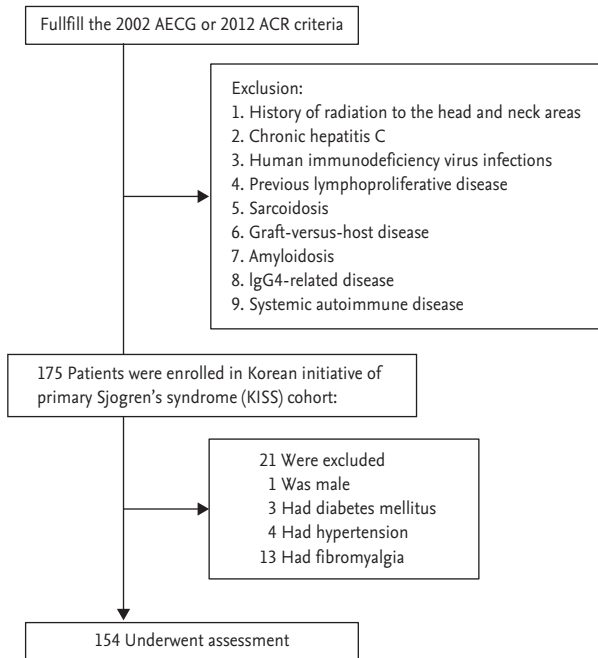 Fullfill the 2002 AECG or 2012 ACR criteria
Exclusion:
1. History of radiation to the head and neck areas
2. Chronic hepatitis C
3. Human immunodeficiency virus infections
4. Previous lymphoproliferative disease
5. Sarcoidosis
6. Graft-versus-host disease
7. Amyloidosis
8. IgG4-related disease
9. Systemic autoimmune disease
175 Patients were enrolled in Korean initiative of
primary Sjogren’s syndrome (KISS) cohort:
21 Were excluded
1 Was male
3 Had diabetes mellitus
4 Had hypertension
13 Had fibromyalgia
154 Underwent assessment